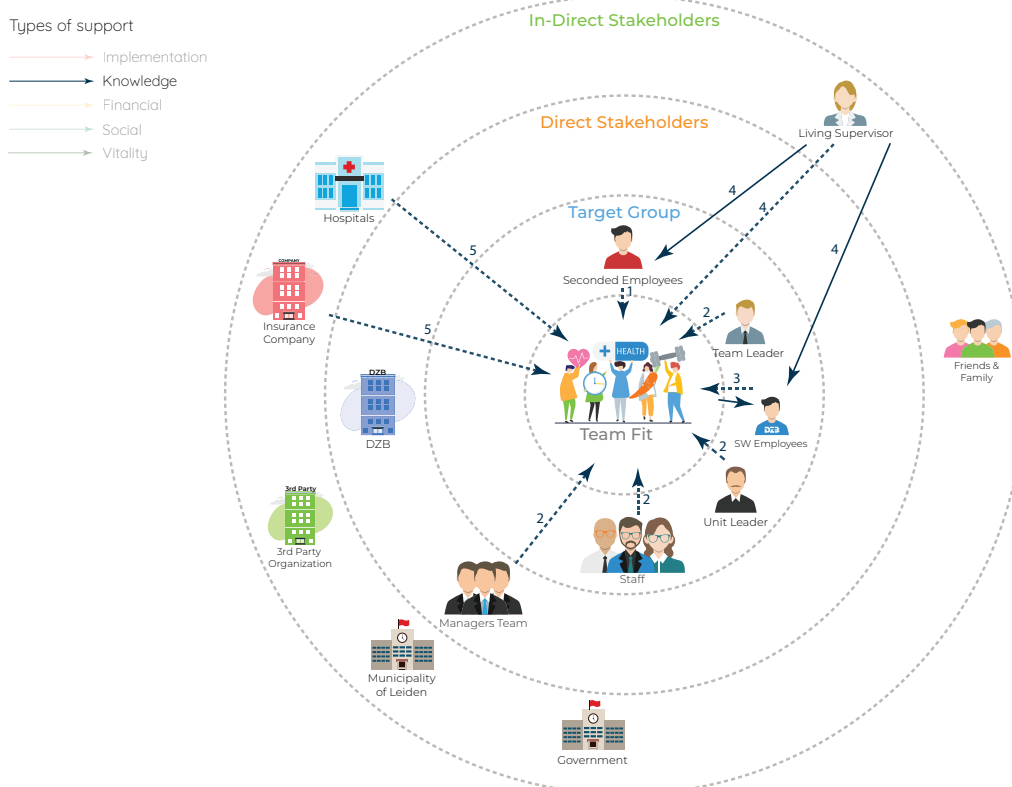 In-Direct Stakeholders
Types of support
Implementation
Knowledge
Financial
Social
Vitality
Direct Stakeholders
Living Supervisor
Hospitals
4
4
Target Group
5
4
Seconded Employees
COMPANY
1
Insurance
Company
5
2
HEALTH
Team Leader
Friends &
Family
DZB
3
DZB
DZB
SW Employees
Team Fit
2
3rd Party
2
Unit Leader
2
3rd Party
Organization
Staff
Managers Team
Municipality
of Leiden
Government